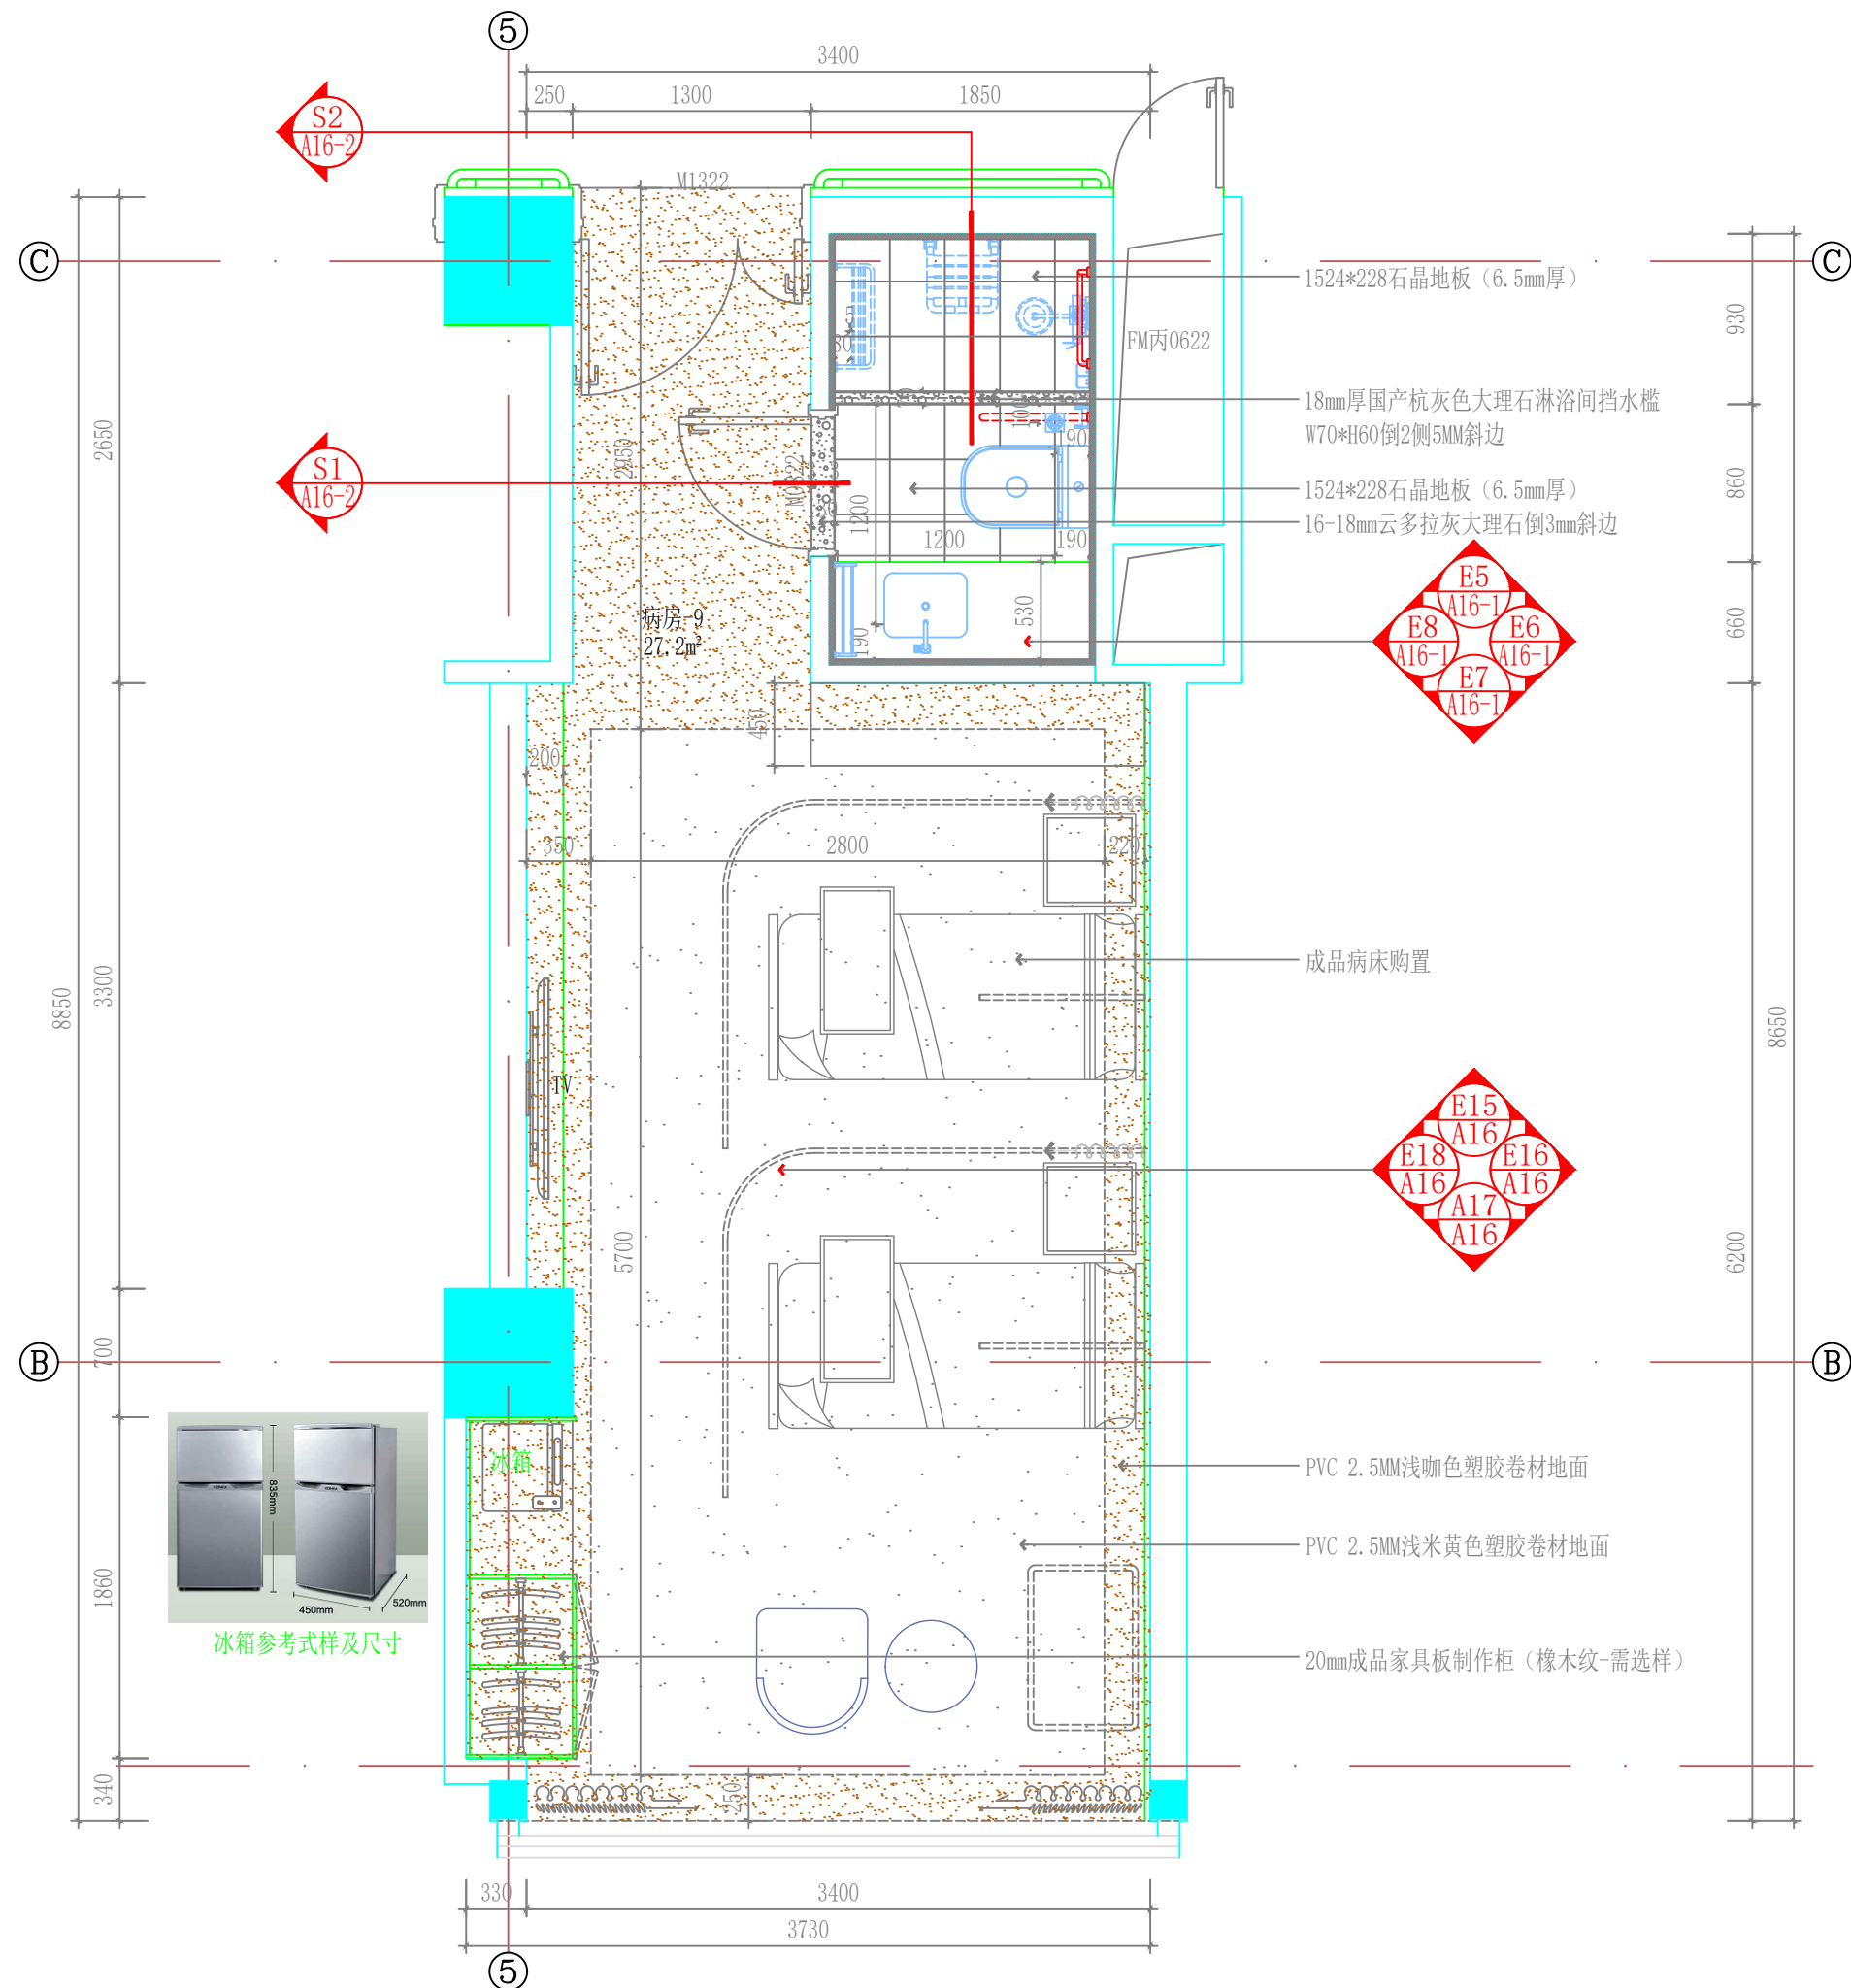 5
3400
250
1300
1850
S2
A16-2
M1322
C
C
1524*228石晶地板（6.5mm厚）
FM丙0622
930
80
18mm厚国产杭灰色大理石淋浴间挡水槛
W70*H60倒2侧5MM斜边
100
190
2650
2950
S1
A16-2
M0622
1200
1524*228石晶地板（6.5mm厚）
16-18mm云多拉灰大理石倒3mm斜边
860
1200
190
E5
A16-1
E8
A16-1
E6
A16-1
E7
A16-1
病房-9
27.2㎡
530
190
660
450
200
350
2800
220
成品病床购置
8850
3300
8650
TV
E15
A16
E18
A16
E16
A16
A17
A16
5700
6200
B
700
B
冰箱
PVC 2.5MM浅咖色塑胶卷材地面
835mm
PVC 2.5MM浅米黄色塑胶卷材地面
1860
450mm
520mm
冰箱参考式样及尺寸
20mm成品家具板制作柜（橡木纹-需选样）
340
250
330
3400
3730
5